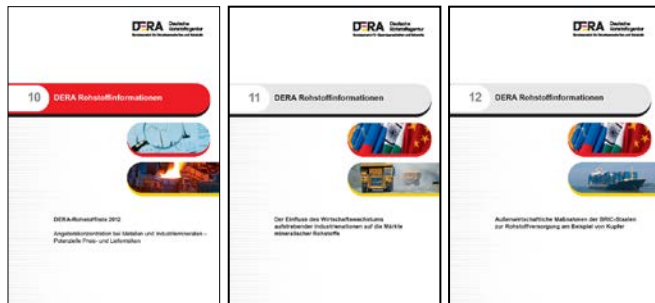 DERA Deutsche Rohstoffagentur
10 DERA Rohstoffinformationen
DERA-Rohstoffliste 2012
Angebotskonzentration bei Metallen und Industriemineralen –
Potenzielle Preis- und Lieferrisiken
DERA Deutsche Rohstoffagentur
11 DERA Rohstoffinformationen
Der Einfluss des Wirtschaftswachstums
aufstrebender Industrienationen auf die Märkte
mineralischer Rohstoffe
DERA Deutsche Rohstoffagentur
12 DERA Rohstoffinformationen
Außenwirtschaftliche Maßnahmen der BRIC-Staaten
zur Rohstoffversorgung am Beispiel von Kupfer